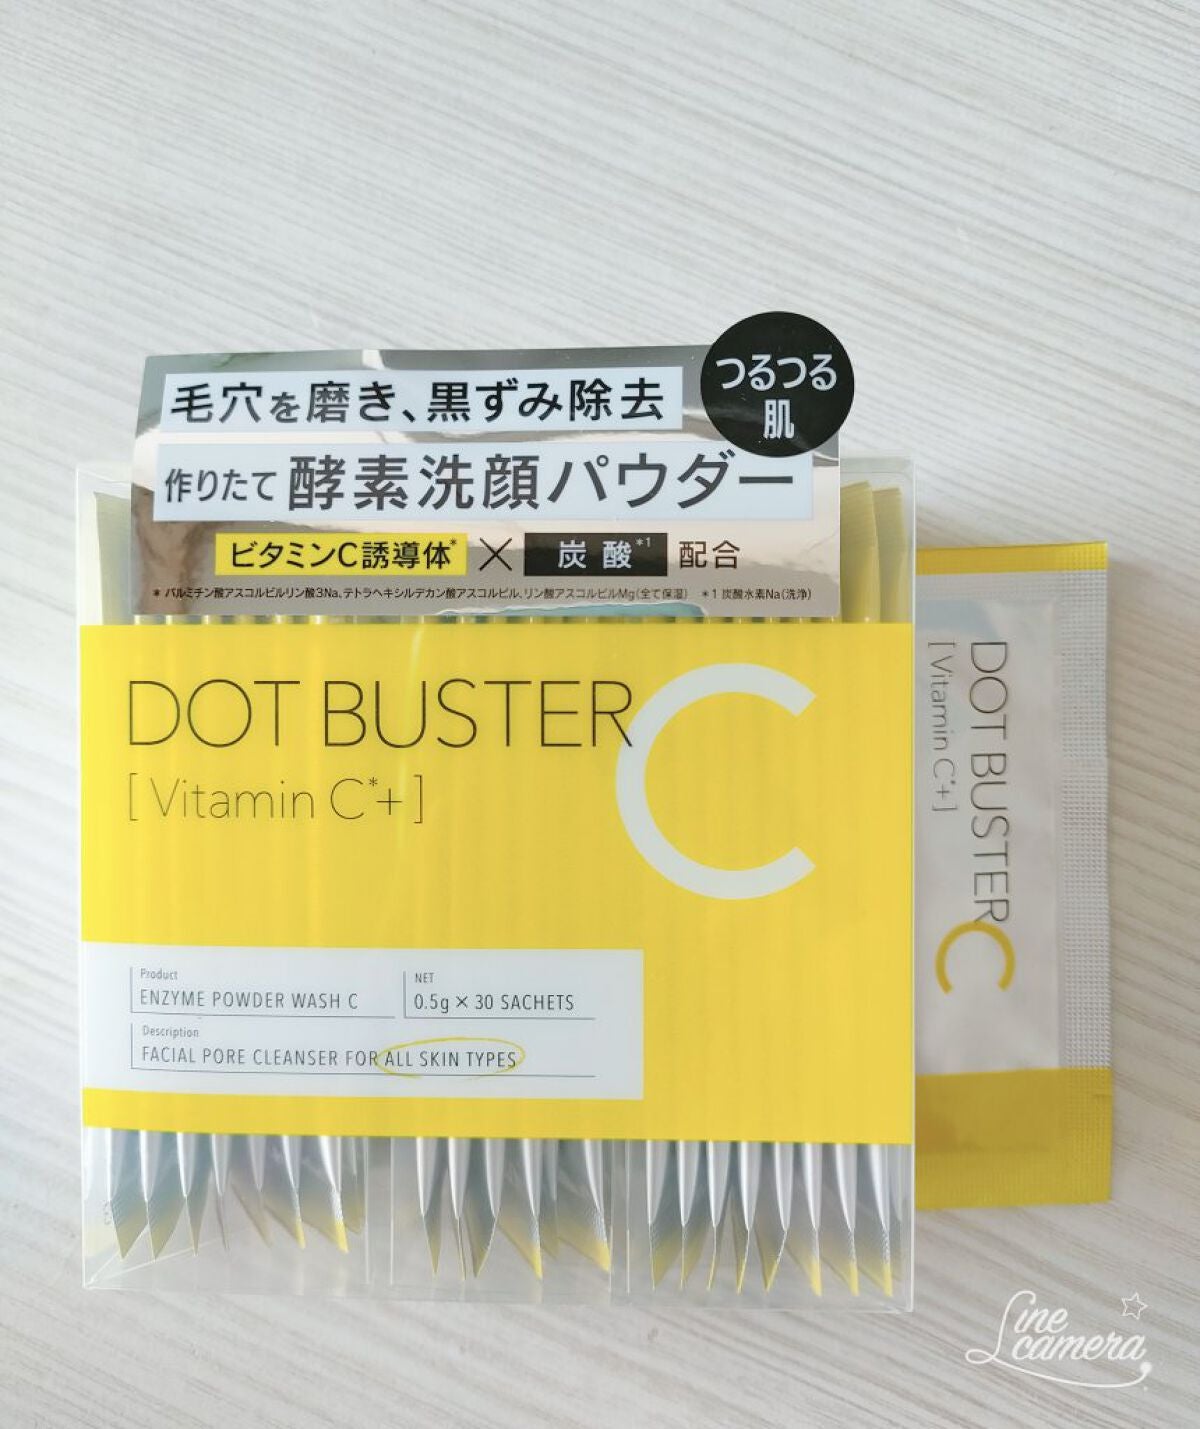 つるつる
肌
毛穴を磨き、黒ずみ除去
作りたて酵素洗顔パウダー
ビタミンC誘導体* × 炭酸*1 配合
* パルミチン酸アスコルビルリン酸3Na、テトラヘキシルデカン酸アスコルビル、リン酸アスコルビルMg(全て保湿) *1 炭酸水素Na(洗浄)
DOT BUSTER C
[ Vitamin C*+ ]
Product
ENZYME POWDER WASH C
NET
0.5g × 30 SACHETS
Description
FACIAL PORE CLEANSER FOR ALL SKIN TYPES
DOT BUSTER C
[ Vitamin C*+ ]
Line camera